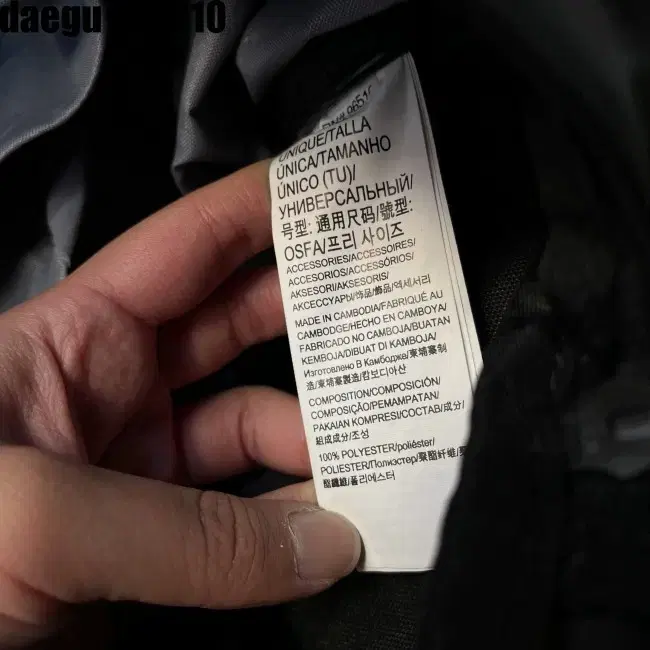 daegu 10
UNIQUE/TALLA
ÚNICA/TAMANHO
ÚNICO (TU)/
УНИВЕРСАЛЬНЫЙ/
号型: 通用尺码/號型:
OSFA/프리 사이즈
ACCESSORIES/ACCESSOIRES/
ACCESORIOS/ACESSÓRIOS/
AKSESORI/AKSESORIS/
АКСЕССУАРЫ/饰品/飾品/액세서리
MADE IN CAMBODIA/FABRIQUÉ AU
CAMBODGE/HECHO EN CAMBOYA/
FABRICADO NO CAMBOJA/BUATAN
KEMBOJA/DIBUAT DI KAMBOJA/
Изготовлено В Камбодже/柬埔寨制
造/柬埔寨製造/캄보디아산
COMPOSITION/COMPOSICIÓN/
COMPOSIÇÃO/PEMAMPATAN/
PAKAIAN KOMPRESI/СОСТАВ/成分/
組成成分/조성
100% POLYESTER/poliéster/
POLIESTER/Полиэстер/聚酯纤维/聚
酯纖維/폴리에스터